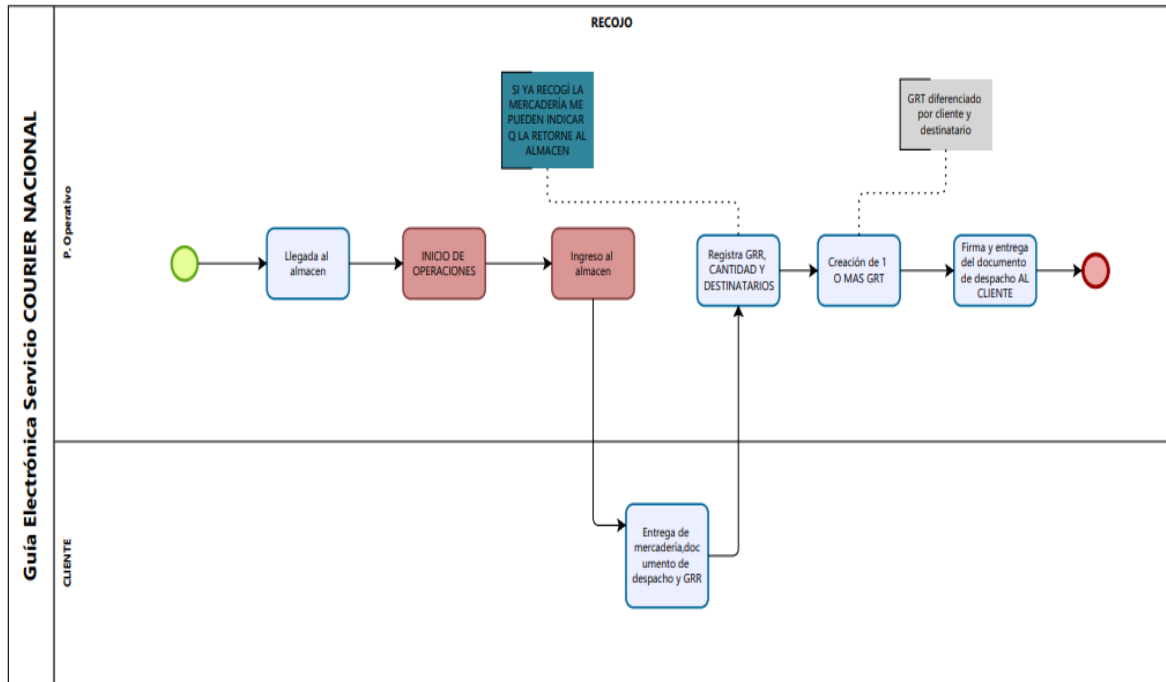 Guía Electrónica Servicio COURIER NACIONAL
RECOJO
P. Operativo
SI YA RECOGÍ LA
MERCADERÍA ME
PUEDEN INDICAR
Q LA RETORNE AL
ALMACEN
GRT diferenciado
por cliente y
destinatario
Llegada al
almacen
INICIO DE
OPERACIONES
Ingreso al
almacen
Registra GRR,
CANTIDAD Y
DESTINATARIOS
Creación de 1
O MAS GRT
Firma y entrega
del documento
de despacho AL
CLIENTE
CLIENTE
Entrega de
mercadería,doc
umento de
despacho y GRR